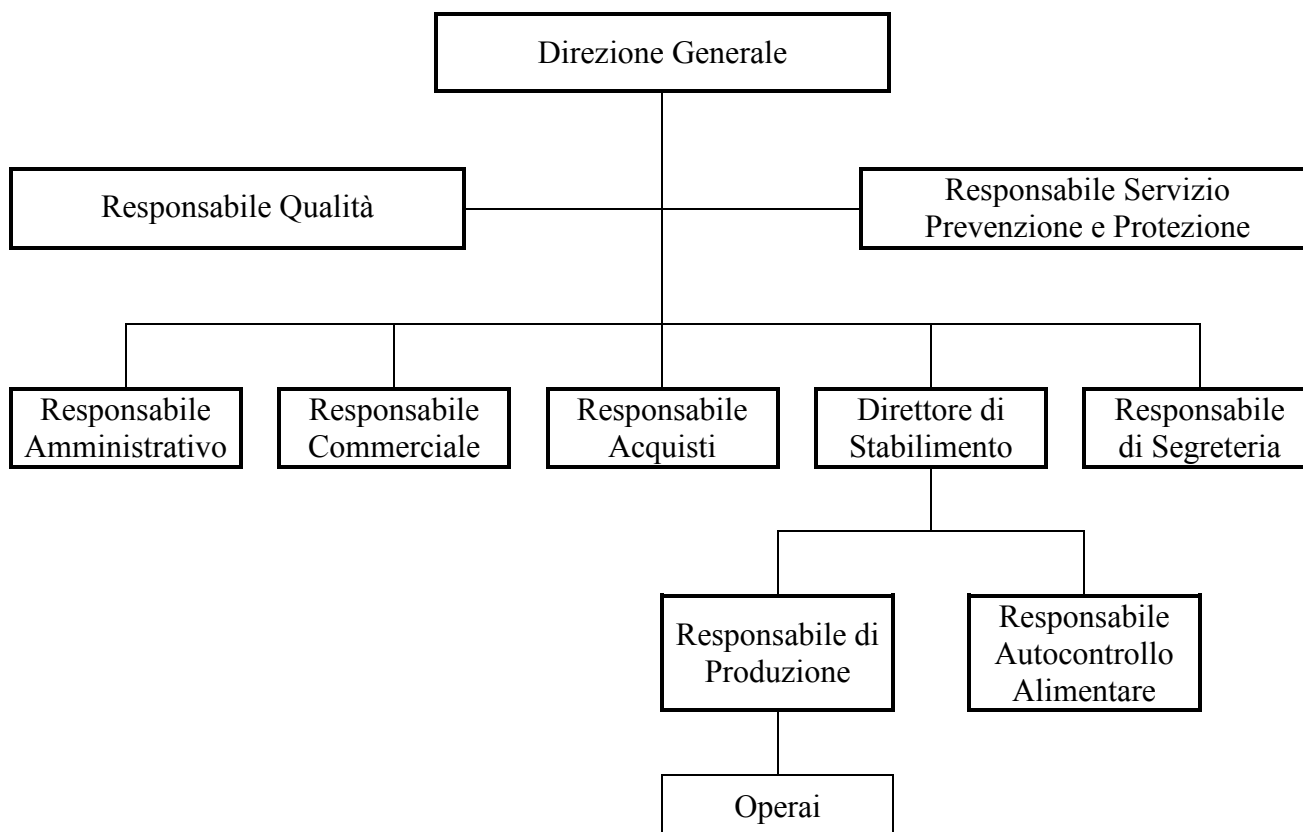 Direzione Generale
Responsabile Qualità
Responsabile Servizio
Prevenzione e Protezione
Responsabile
Amministrativo
Responsabile
Commerciale
Responsabile
Acquisti
Direttore di
Stabilimento
Responsabile
di Segreteria
Responsabile di
Produzione
Responsabile
Autocontrollo
Alimentare
Operai